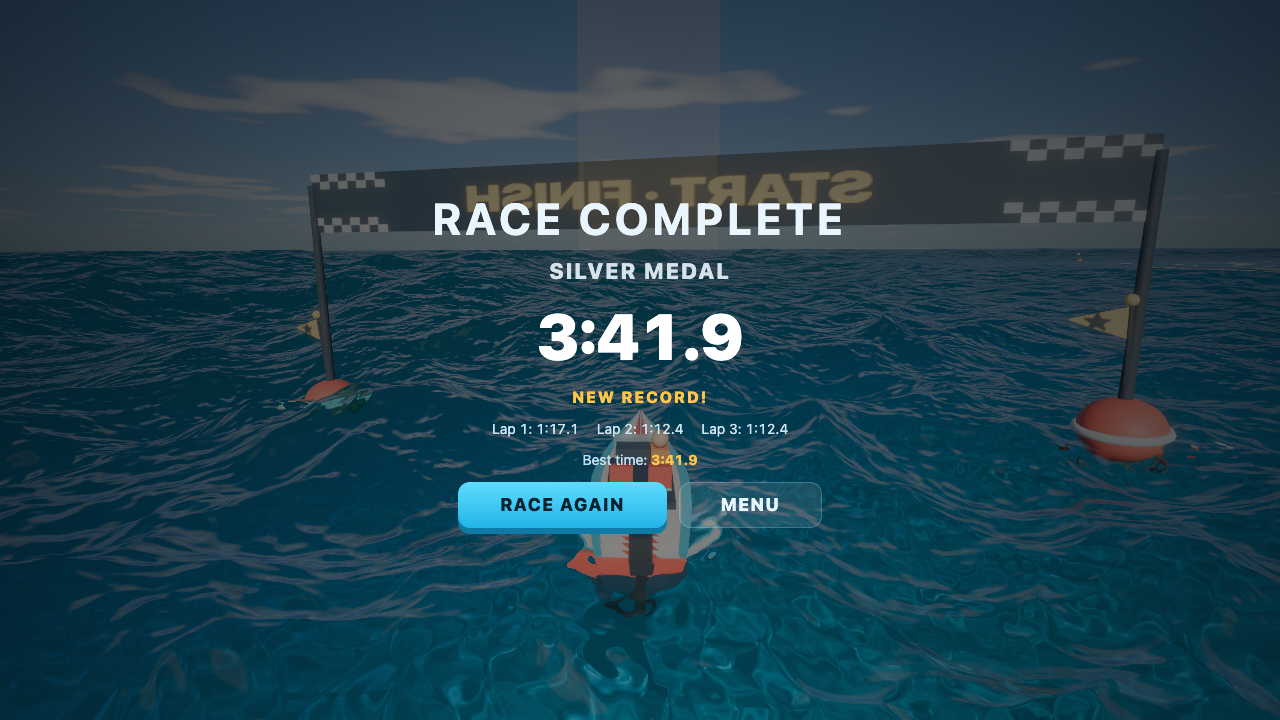 START · FINISH
RACE COMPLETE
SILVER MEDAL
3:41.9
NEW RECORD!
Lap 1: 1:17.1 Lap 2: 1:12.4 Lap 3: 1:12.4
Best time: 3:41.9
RACE AGAIN MENU